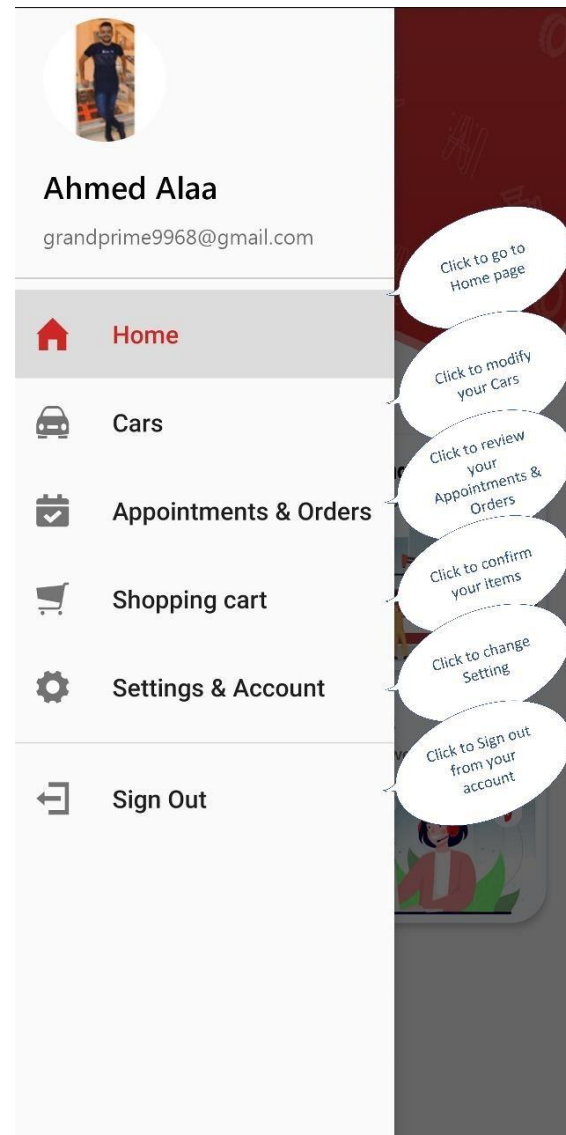 Ahmed Alaa
grandprime9968@gmail.com
Home
Cars
Appointments & Orders
Shopping cart
Settings & Account
Sign Out
Click to go to
Home page
Click to modify
your Cars
Click to review
your
Appointments &
Orders
Click to confirm
your items
Click to change
Setting
Click to Sign out
from your
account